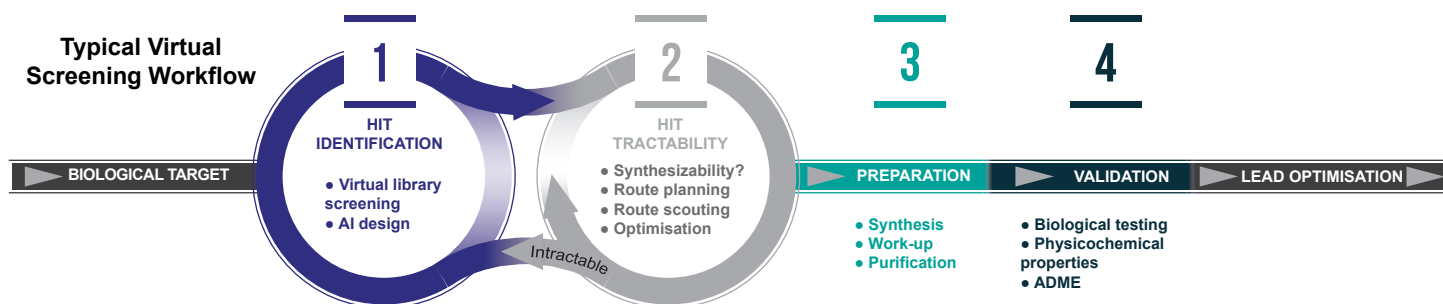 Typical Virtual
Screening Workflow
BIOLOGICAL TARGET
1
HIT
IDENTIFICATION
● Virtual library
screening
● AI design
2
HIT
TRACTABILITY
● Synthesizability?
● Route planning
● Route scouting
● Optimisation
Intractable
3
PREPARATION
● Synthesis
● Work-up
● Purification
4
VALIDATION
● Biological testing
● Physicochemical
properties
● ADME
LEAD OPTIMISATION